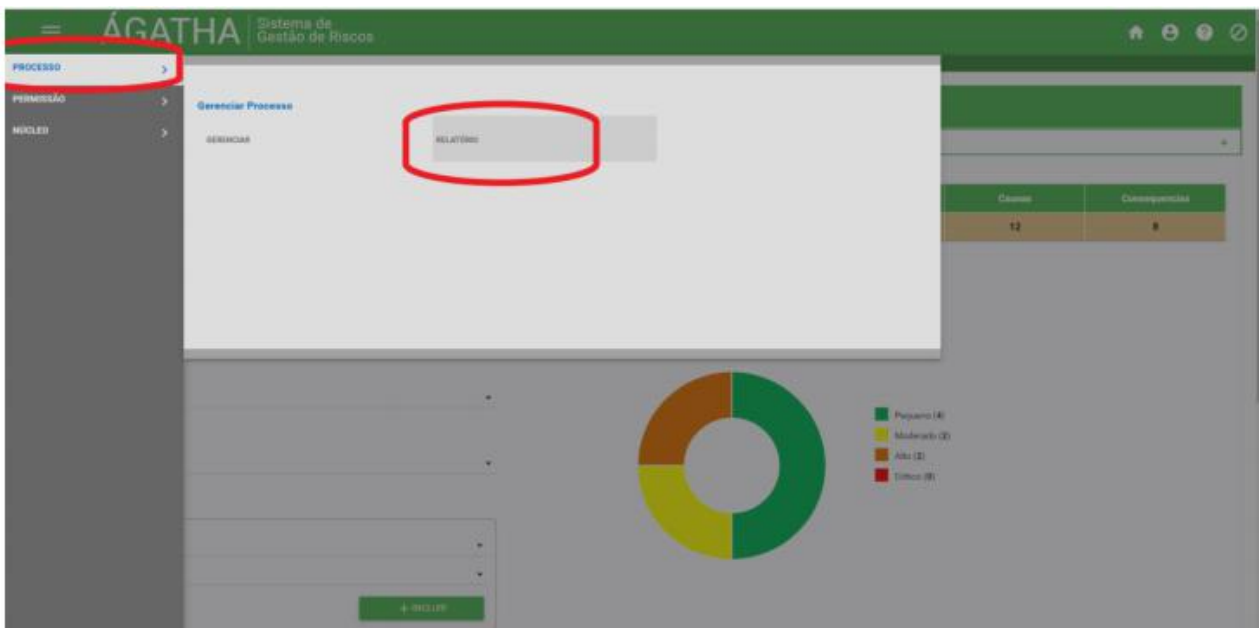 ÁGATHA
Sistema de
Gestão de Riscos
PROCESSO
PERMISSÃO
NÚCLEO
Gerenciar Processo
GERENCIAR
RELATÓRIO
Causas
Consequencias
12
8
Pequeno (4)
Moderado (2)
Alto (2)
Crítico (0)
+ INCLUIR